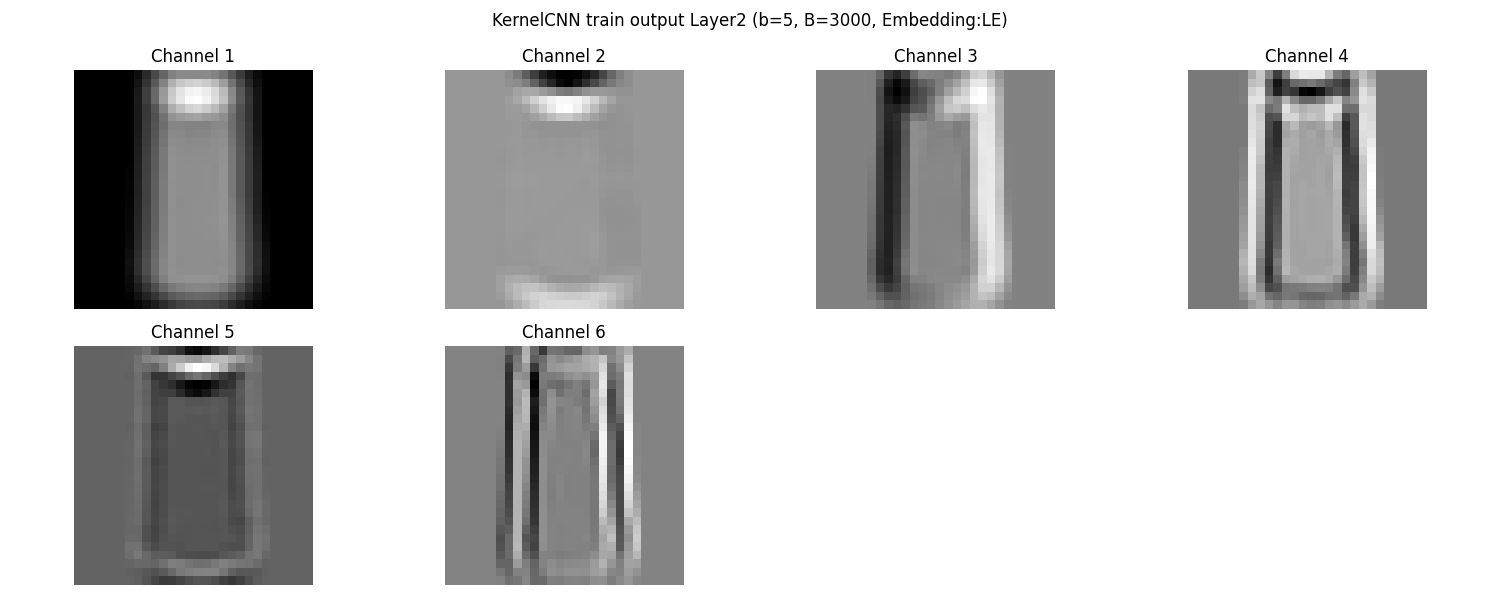 KernelCNN train output Layer2 (b=5, B=3000, Embedding:LE)
Channel 1
Channel 2
Channel 3
Channel 4
Channel 5
Channel 6